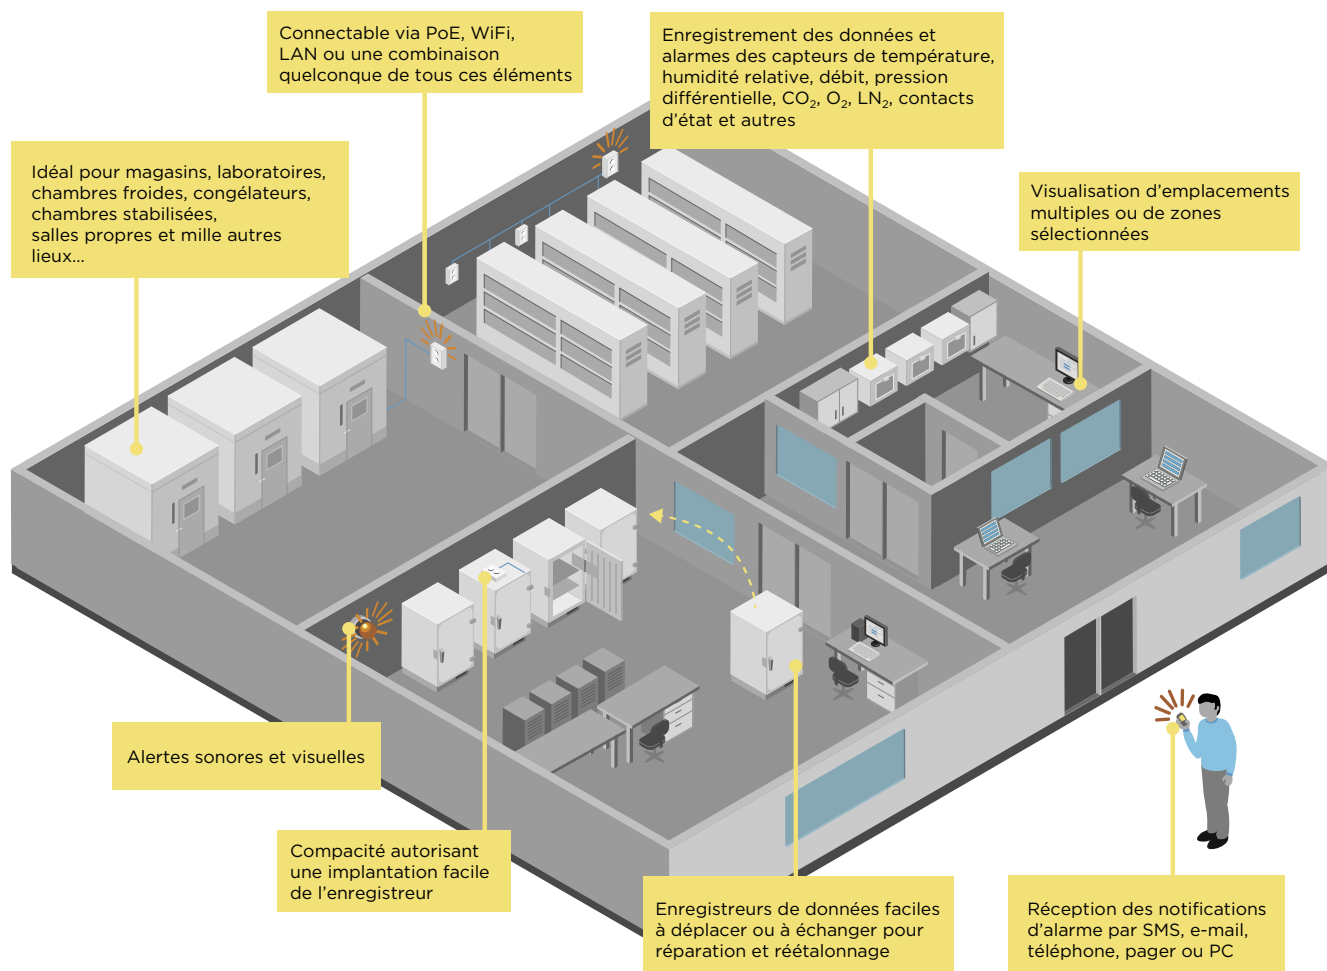 Connectable via PoE, WiFi,
LAN ou une combinaison
quelconque de tous ces éléments
Enregistrement des données et
alarmes des capteurs de température,
humidité relative, débit, pression
différentielle, CO₂, O₂, LN₂, contacts
d’état et autres
Idéal pour magasins, laboratoires,
chambres froides, congélateurs,
chambres stabilisées,
salles propres et mille autres
lieux...
Visualisation d’emplacements
multiples ou de zones
sélectionnées
Alertes sonores et visuelles
Compacité autorisant
une implantation facile
de l’enregistreur
Enregistreurs de données faciles
à déplacer ou à échanger pour
réparation et réétalonnage
Réception des notifications
d’alarme par SMS, e-mail,
téléphone, pager ou PC